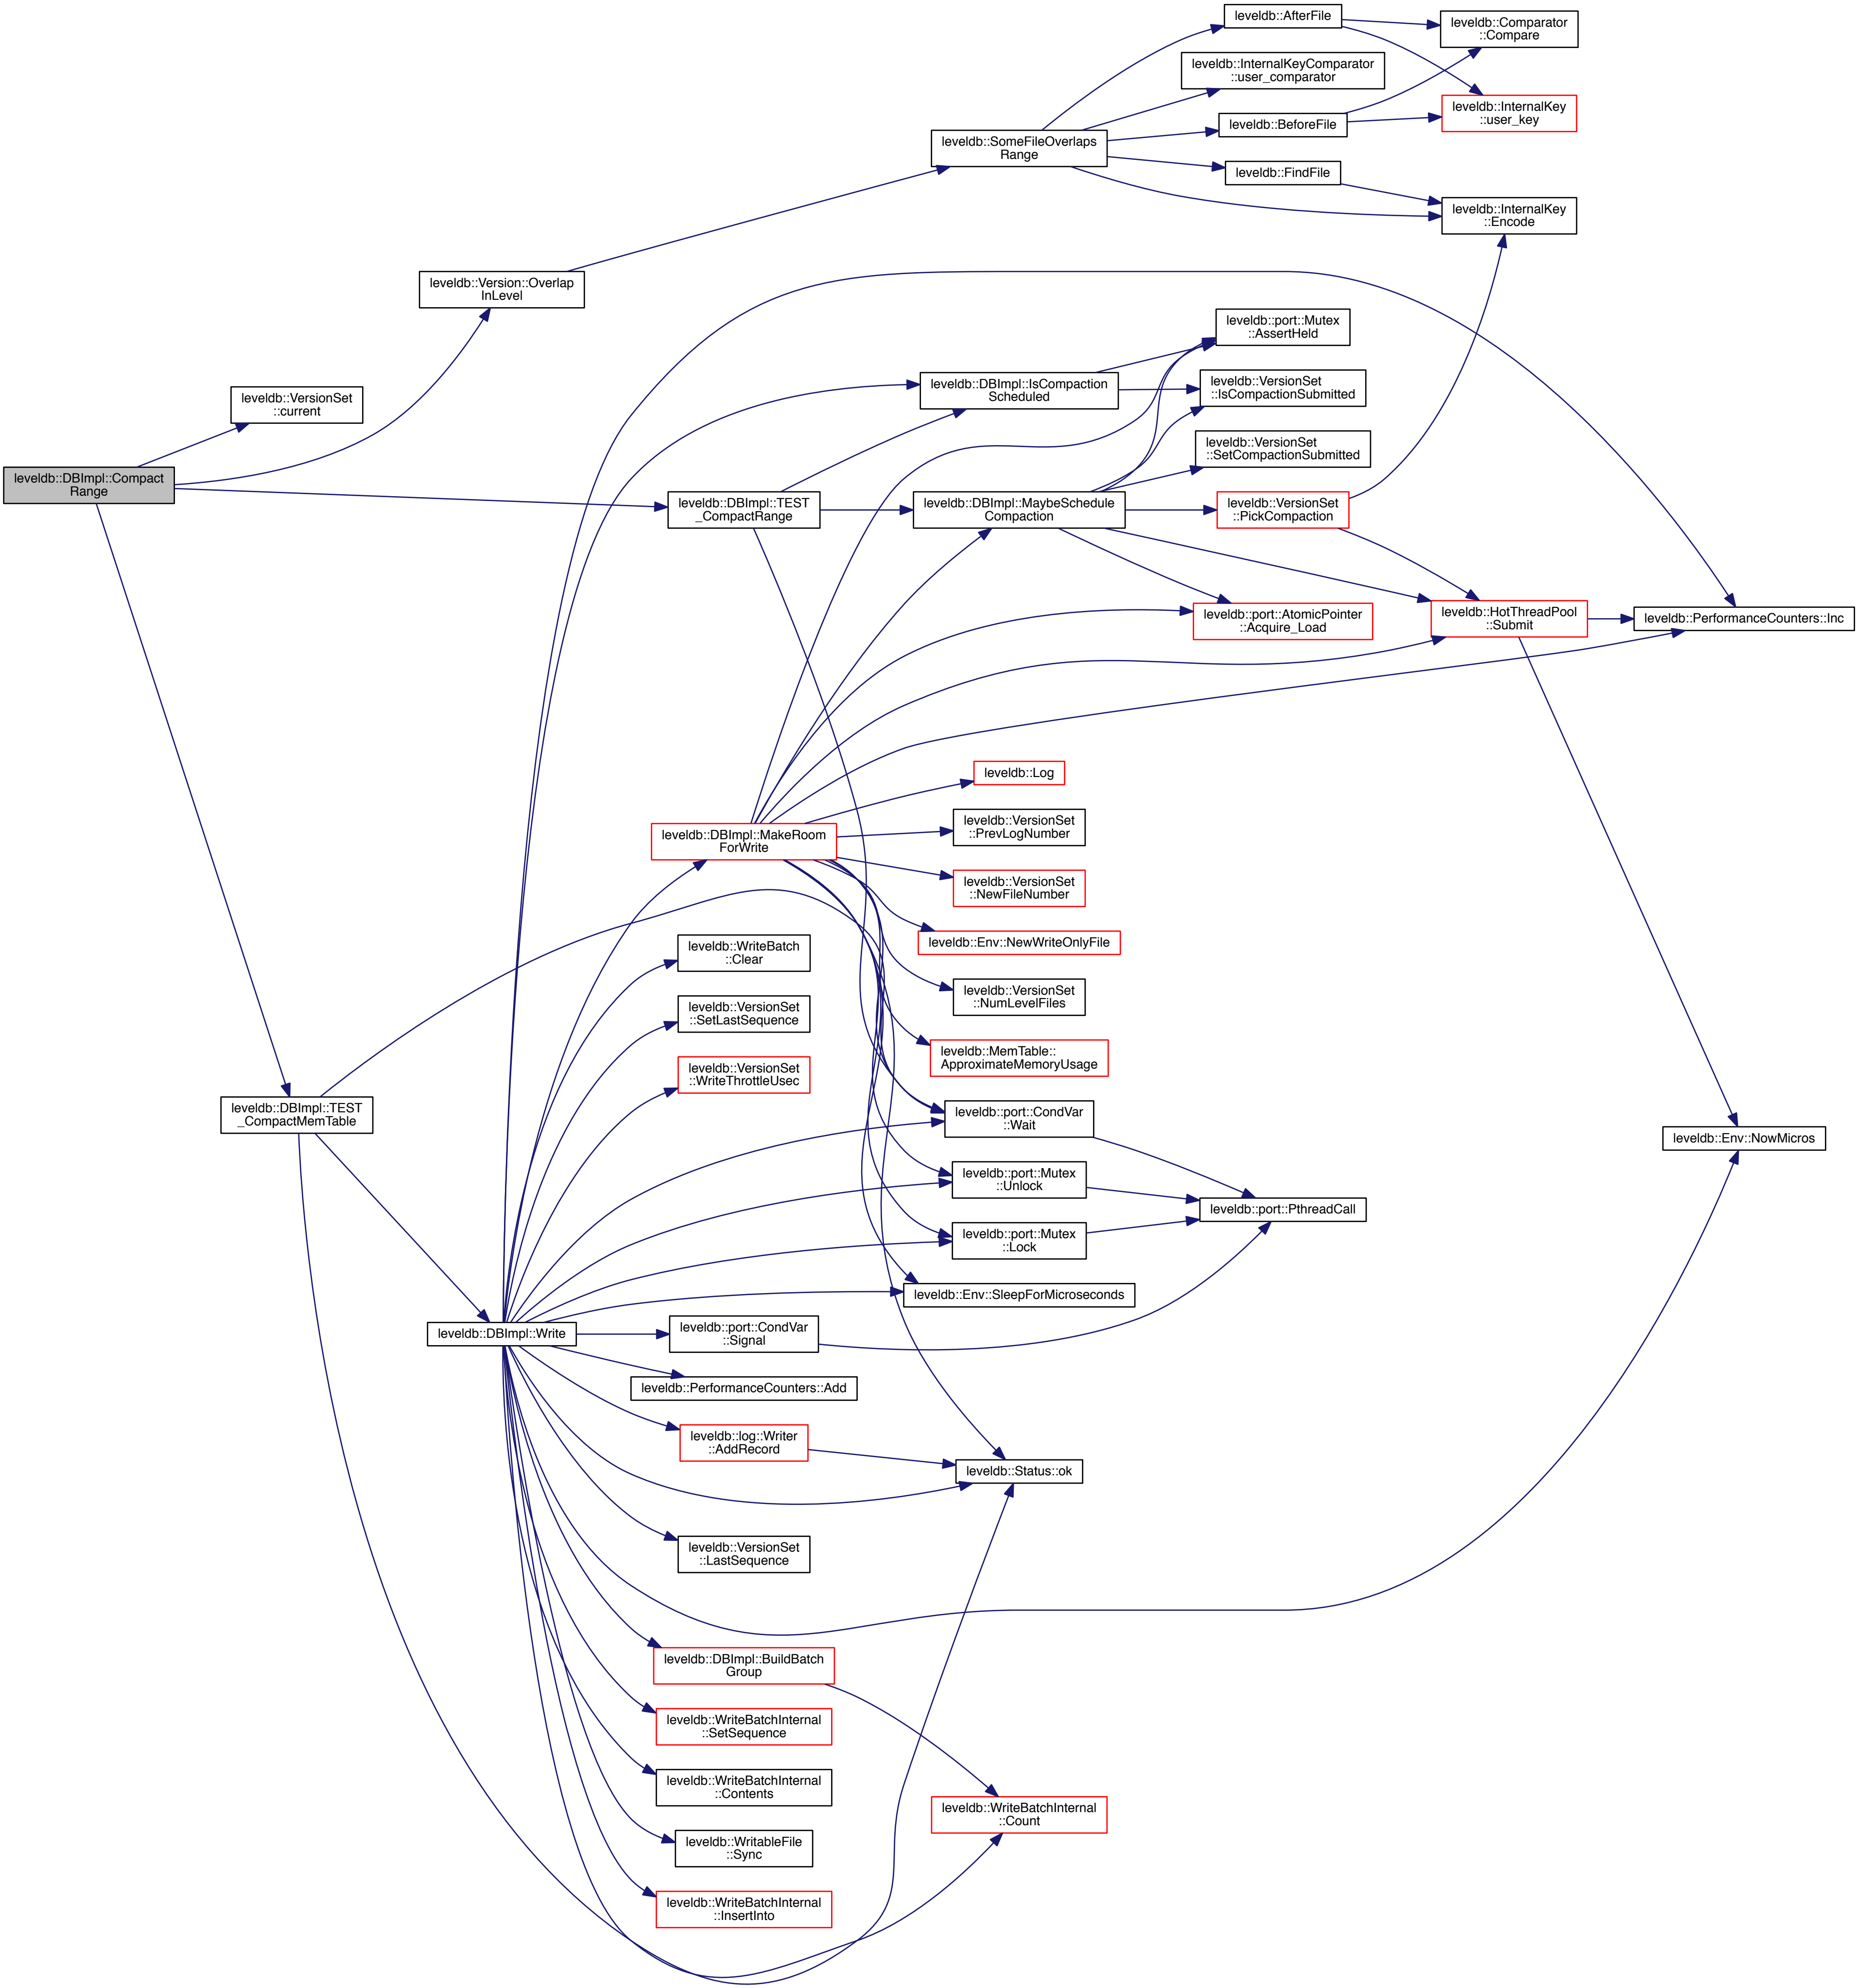 leveldb::AfterFile
leveldb::Comparator
::Compare
leveldb::InternalKeyComparator
::user_comparator
leveldb::InternalKey
::user_key
leveldb::BeforeFile
leveldb::SomeFileOverlaps
Range
leveldb::FindFile
leveldb::InternalKey
::Encode
leveldb::Version::Overlap
InLevel
leveldb::port::Mutex
::AssertHeld
leveldb::VersionSet
::current
leveldb::DBImpl::IsCompaction
Scheduled
leveldb::VersionSet
::IsCompactionSubmitted
leveldb::VersionSet
::SetCompactionSubmitted
leveldb::DBImpl::Compact
Range
leveldb::DBImpl::TEST
_CompactRange
leveldb::DBImpl::MaybeSchedule
Compaction
leveldb::VersionSet
::PickCompaction
leveldb::port::AtomicPointer
::Acquire_Load
leveldb::HotThreadPool
::Submit
leveldb::PerformanceCounters::Inc
leveldb::Log
leveldb::DBImpl::MakeRoom
ForWrite
leveldb::VersionSet
::PrevLogNumber
leveldb::VersionSet
::NewFileNumber
leveldb::Env::NewWriteOnlyFile
leveldb::WriteBatch
::Clear
leveldb::VersionSet
::NumLevelFiles
leveldb::VersionSet
::SetLastSequence
leveldb::MemTable::
ApproximateMemoryUsage
leveldb::VersionSet
::WriteThrottleUsec
leveldb::DBImpl::TEST
_CompactMemTable
leveldb::port::CondVar
::Wait
leveldb::Env::NowMicros
leveldb::port::Mutex
::Unlock
leveldb::port::PthreadCall
leveldb::port::Mutex
::Lock
leveldb::Env::SleepForMicroseconds
leveldb::DBImpl::Write
leveldb::port::CondVar
::Signal
leveldb::PerformanceCounters::Add
leveldb::log::Writer
::AddRecord
leveldb::Status::ok
leveldb::VersionSet
::LastSequence
leveldb::DBImpl::BuildBatch
Group
leveldb::WriteBatchInternal
::SetSequence
leveldb::WriteBatchInternal
::Contents
leveldb::WriteBatchInternal
::Count
leveldb::WritableFile
::Sync
leveldb::WriteBatchInternal
::InsertInto